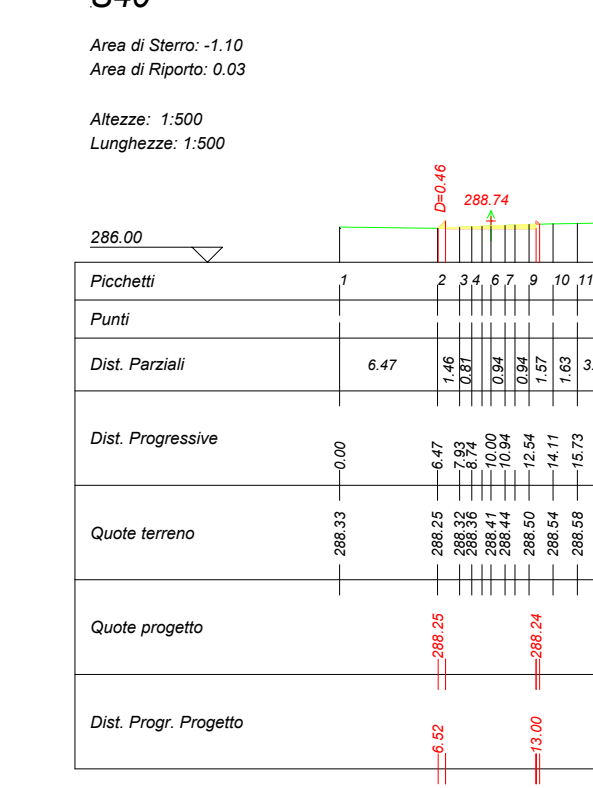 S40
Area di Sterro: -1.10
Area di Riporto: 0.03
Altezze: 1:500
Lunghezze: 1:500
D=0.46
288.74
286.00
Picchetti 1 2 3 4 6 7 9 10 11
Punti
Dist. Parziali 6.47 1.46 0.81 0.94 0.94 1.57 1.63 3.
Dist. Progressive 0.00 6.47 7.93 8.74 10.00 10.94 12.54 14.11 15.73
Quote terreno 288.33 288.25 288.32 288.36 288.41 288.44 288.50 288.54 288.58
Quote progetto 288.25 288.24
Dist. Progr. Progetto 6.52 13.00